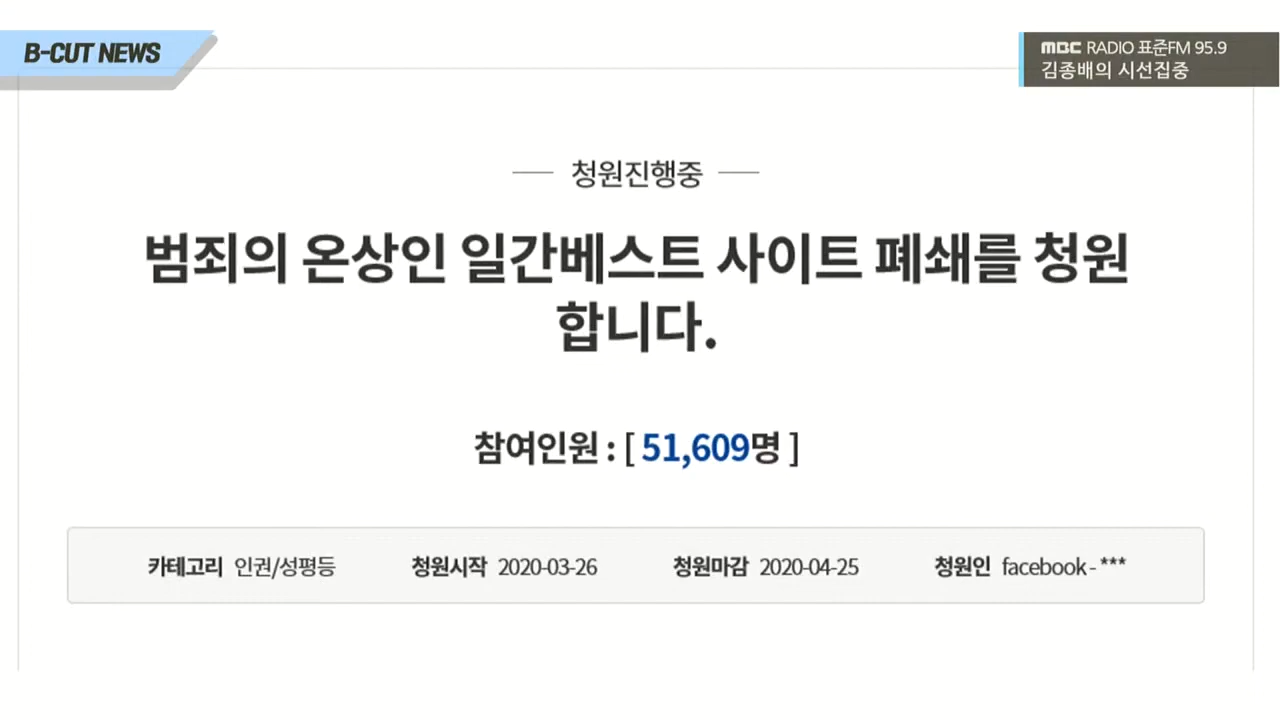 B-CUT NEWS
MBC RADIO 표준FM 95.9
김종배의 시선집중
청원진행중
범죄의 온상인 일간베스트 사이트 폐쇄를 청원
합니다.
참여인원 : [ 51,609명 ]
카테고리 인권/성평등 청원시작 2020-03-26 청원마감 2020-04-25 청원인 facebook - ***